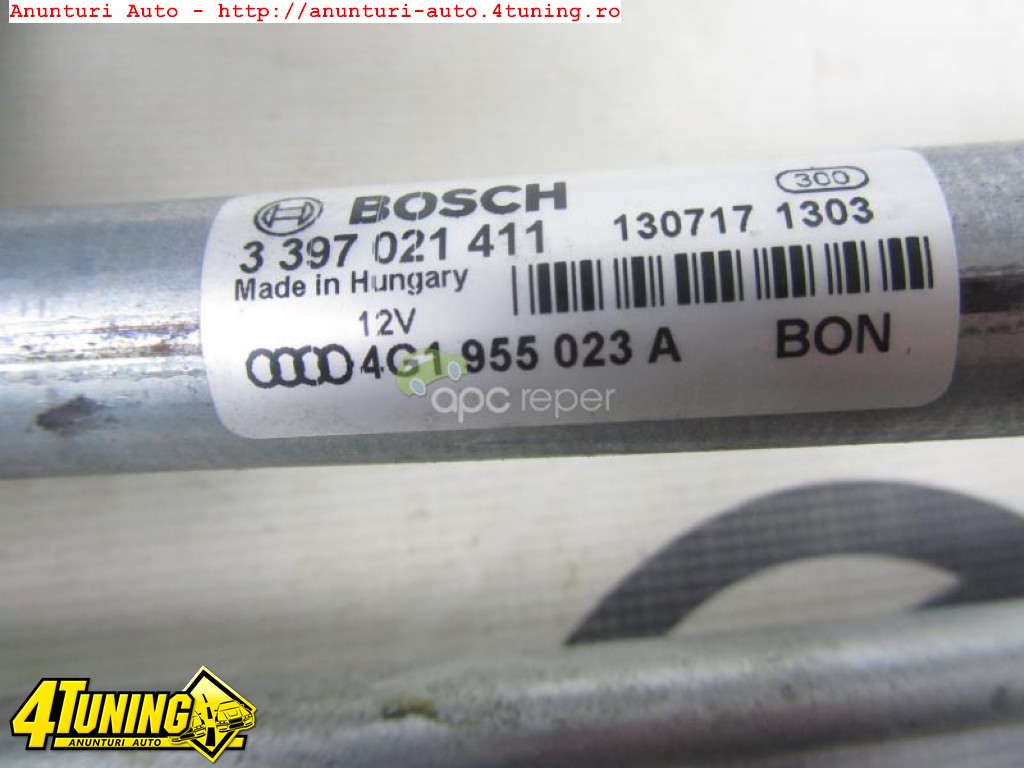 Anunturi Auto - http://anunturi-auto.4tuning.ro
BOSCH
300
3 397 021 411
130717 1303
Made in Hungary
12V
4G1 955 023 A
BON
apc reper
4TUNING
ANUNTURI AUTO